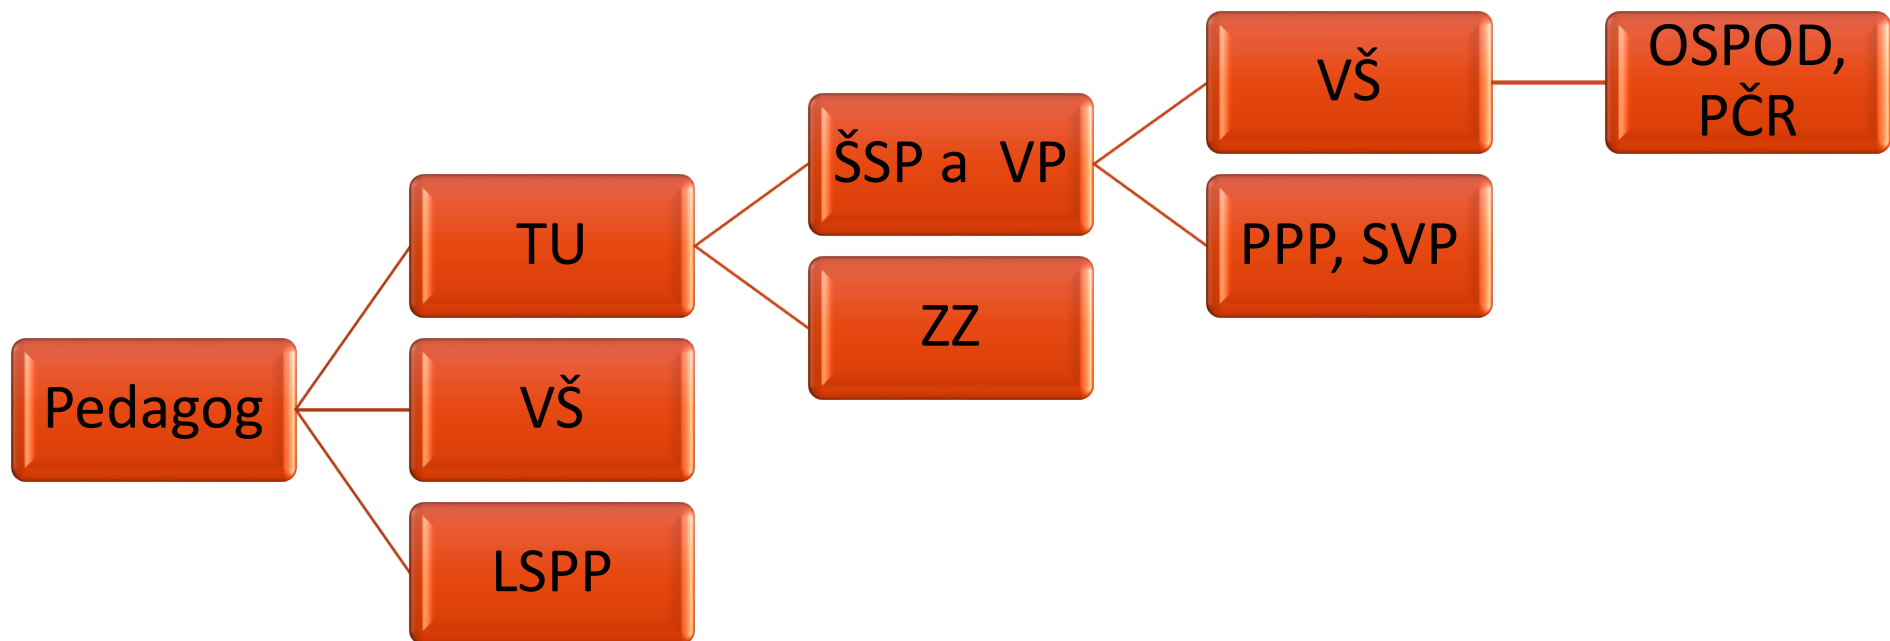 Pedagog
TU
VŠ
LSPP
ŠSP a VP
ZZ
VŠ
PPP, SVP
OSPOD,
PČR